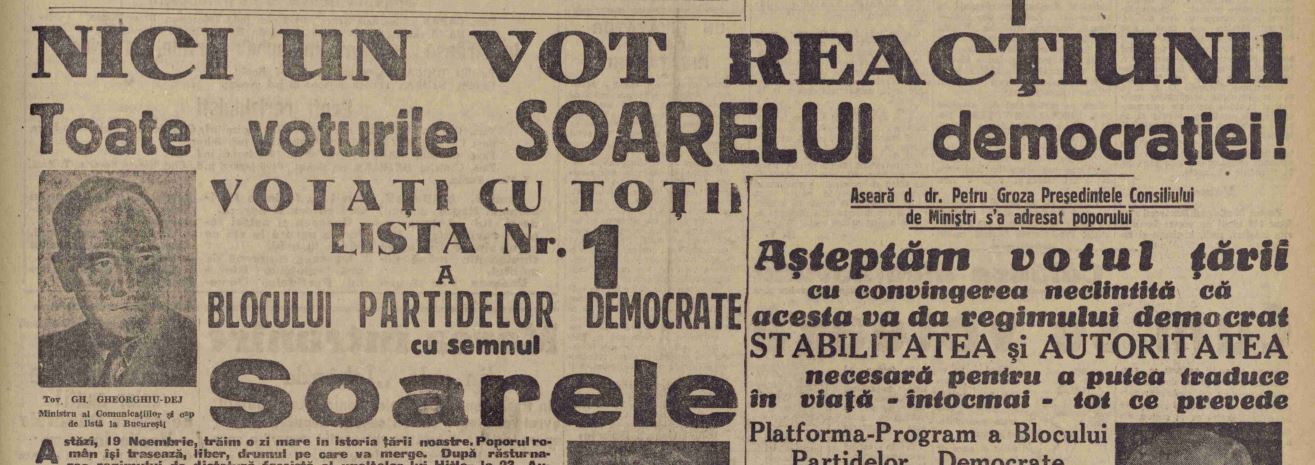 NICI UN VOT REACŢIUNII
Toate voturile SOARELUI democraţiei!
VOTAŢI CU TOŢII
LISTA Nr. 1
A
BLOCULUI PARTIDELOR DEMOCRATE
cu semnul
Soarele
Tov. GH. GHEORGHIU-DEJ
Ministru al Comunicaţiilor şi cap
de listă la Bucureşti
Astăzi, 19 Noembrie, trăim o zi mare în istoria ţării noastre. Poporul ro-
mân îşi trasează, liber, drumul pe care va merge. După răsturna-
Aseară d. dr. Petru Groza Preşedintele Consiliului
de Miniştri s'a adresat poporului
Aşteptăm votul ţării
cu convingerea neclintită că
acesta va da regimului democrat
STABILITATEA şi AUTORITATEA
necesară pentru a putea traduce
în viaţă - întocmai - tot ce prevede
Platforma-Program a Blocului
Partidelor Democrate